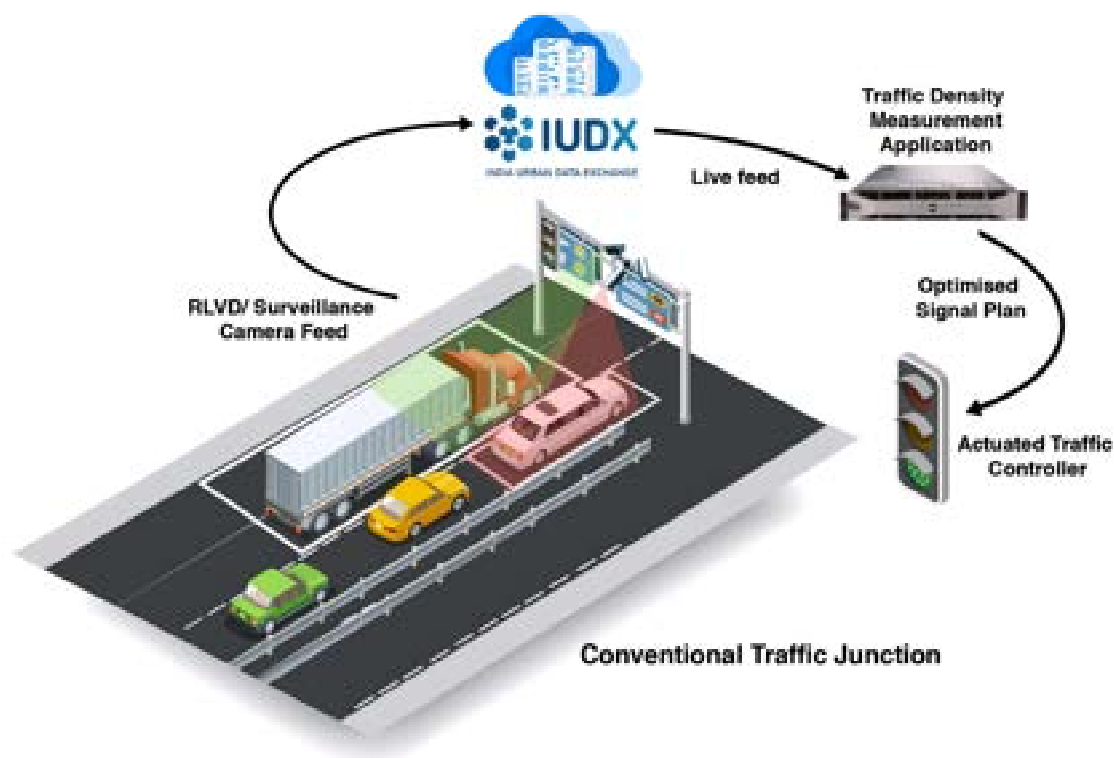 IUDX
INDIA URBAN DATA EXCHANGE
Traffic Density
Measurement
Application
Live feed
RLVD/ Surveillance
Camera Feed
Optimised
Signal Plan
Actuated Traffic
Controller
Conventional Traffic Junction